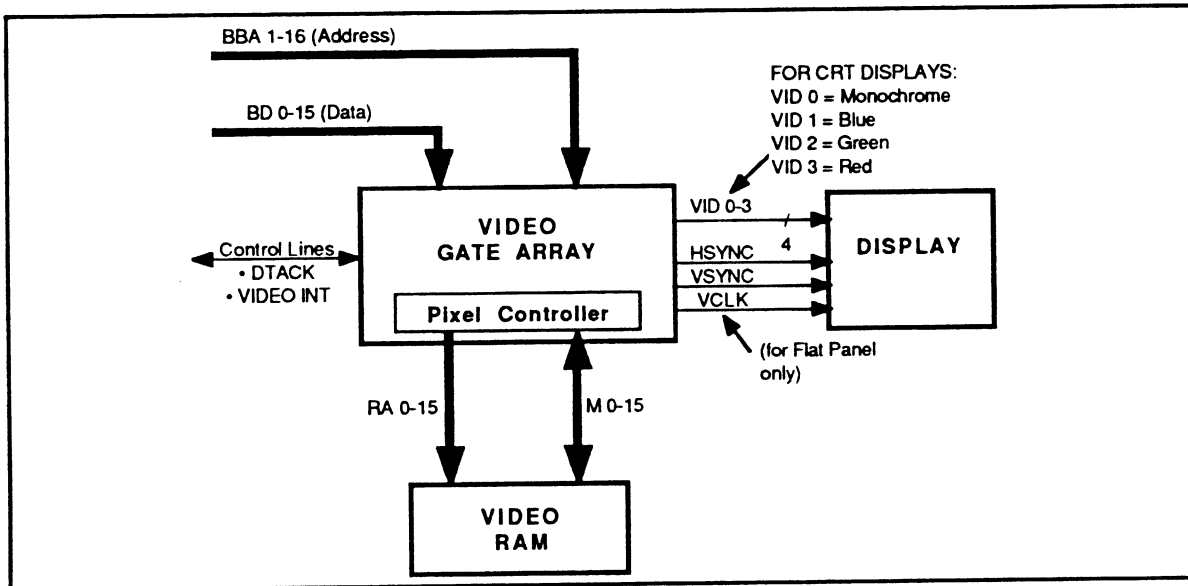 BBA 1-16 (Address)
BD 0-15 (Data)
FOR CRT DISPLAYS:
VID 0 = Monochrome
VID 1 = Blue
VID 2 = Green
VID 3 = Red
VIDEO
GATE ARRAY
Control Lines
• DTACK
• VIDEO INT
Pixel Controller
VID 0-3
4
HSYNC
VSYNC
VCLK
DISPLAY
(for Flat Panel
only)
RA 0-15
M 0-15
VIDEO
RAM